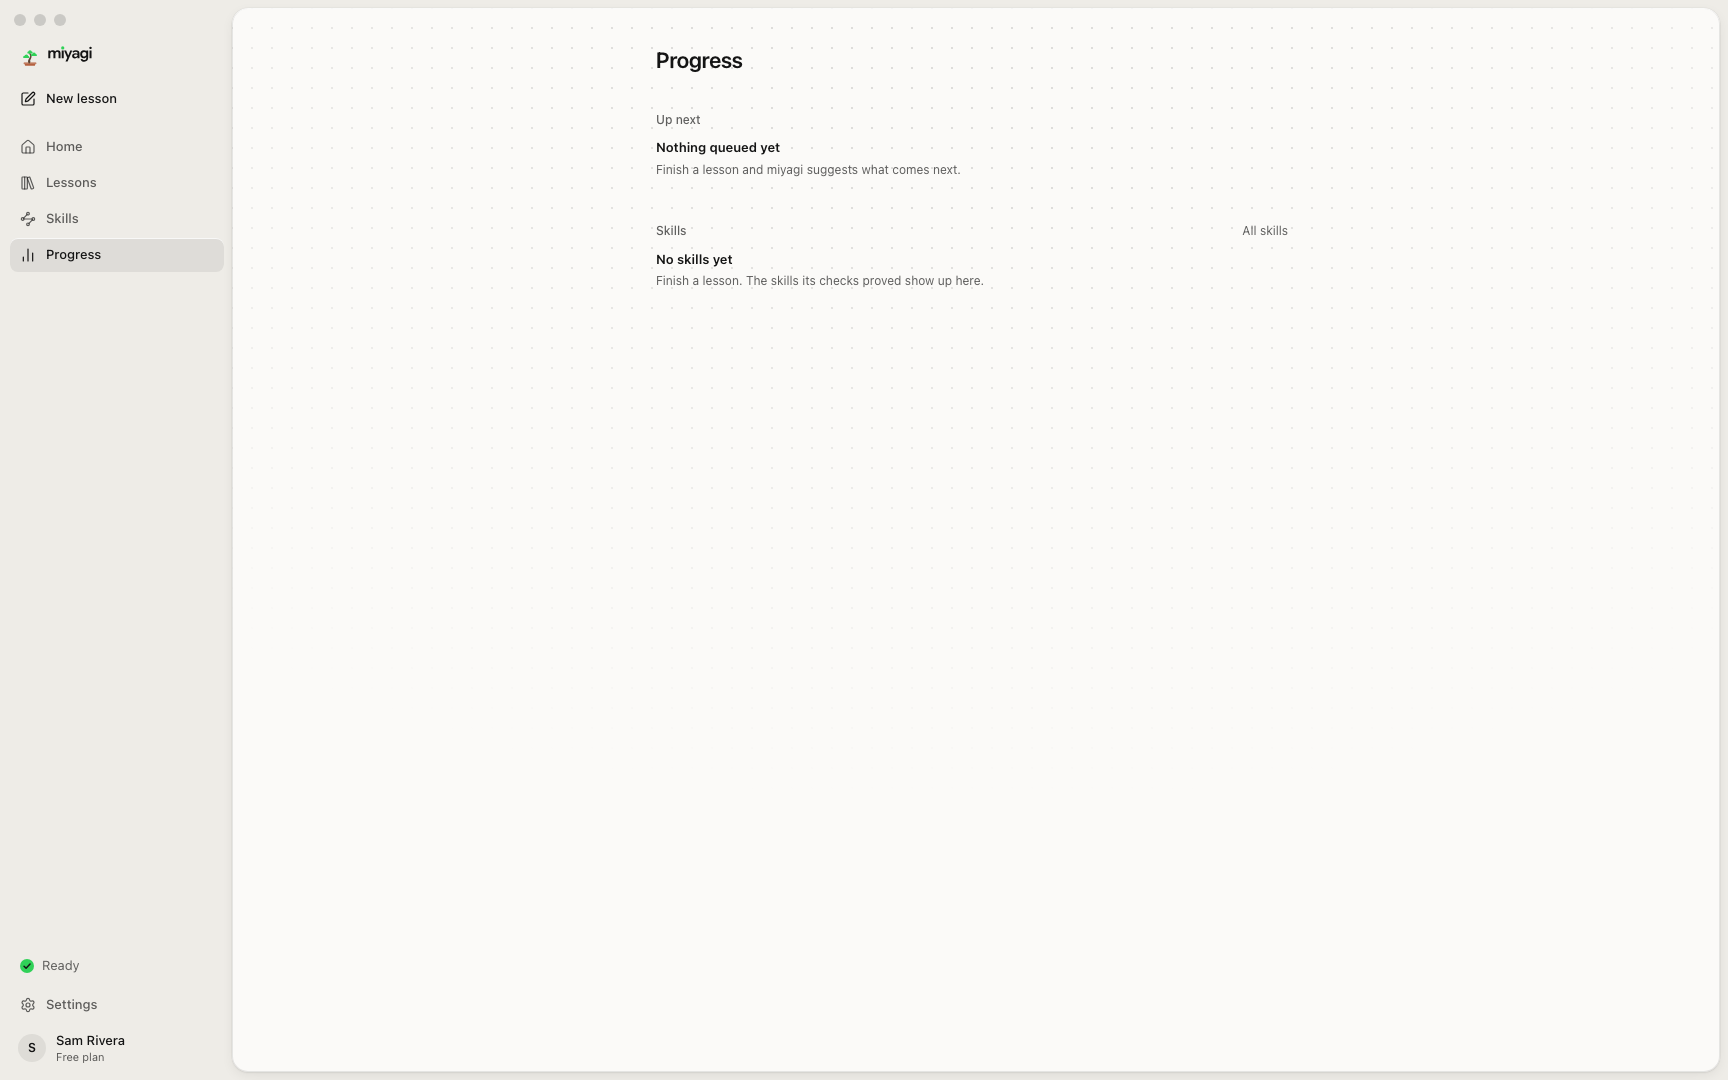 miyagi
New lesson
Home
Lessons
Skills
Progress
Ready
Settings
S
Sam Rivera
Free plan
Progress
Up next
Nothing queued yet
Finish a lesson and miyagi suggests what comes next.
Skills
All skills
No skills yet
Finish a lesson. The skills its checks proved show up here.